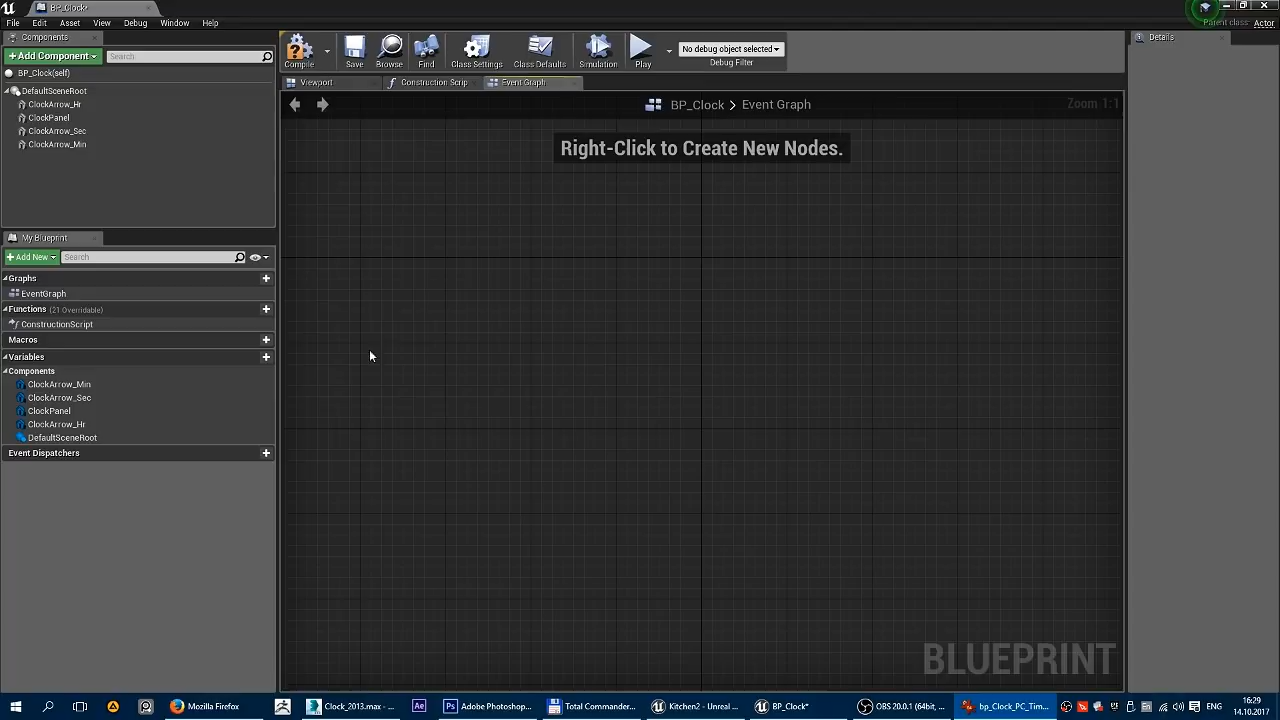 BP_Clock*
File Edit Asset View Debug Window Help
Parent class: Actor
Components
+Add Component
Search
BP_Clock(self)
DefaultSceneRoot
ClockArrow_Hr
ClockPanel
ClockArrow_Sec
ClockArrow_Min
My Blueprint
+Add New
Search
Graphs
EventGraph
Functions (21 Overridable)
ConstructionScript
Macros
Variables
Components
ClockArrow_Min
ClockArrow_Sec
ClockPanel
ClockArrow_Hr
DefaultSceneRoot
Event Dispatchers
Compile Save Browse Find Class Settings Class Defaults Simulation Play
No debug object selected
Debug Filter
Viewport Construction Scrip Event Graph
BP_Clock > Event Graph
Zoom 1:1
Right-Click to Create New Nodes.
BLUEPRINT
Details
Clock_2013.max - ...
Mozilla Firefox
Adobe Photoshop...
Total Commander...
Kitchen2 - Unreal ...
BP_Clock*
OBS 20.0.1 (64bit, ...
bp_Clock_PC_Tim...
ENG
16:29
14.10.2017